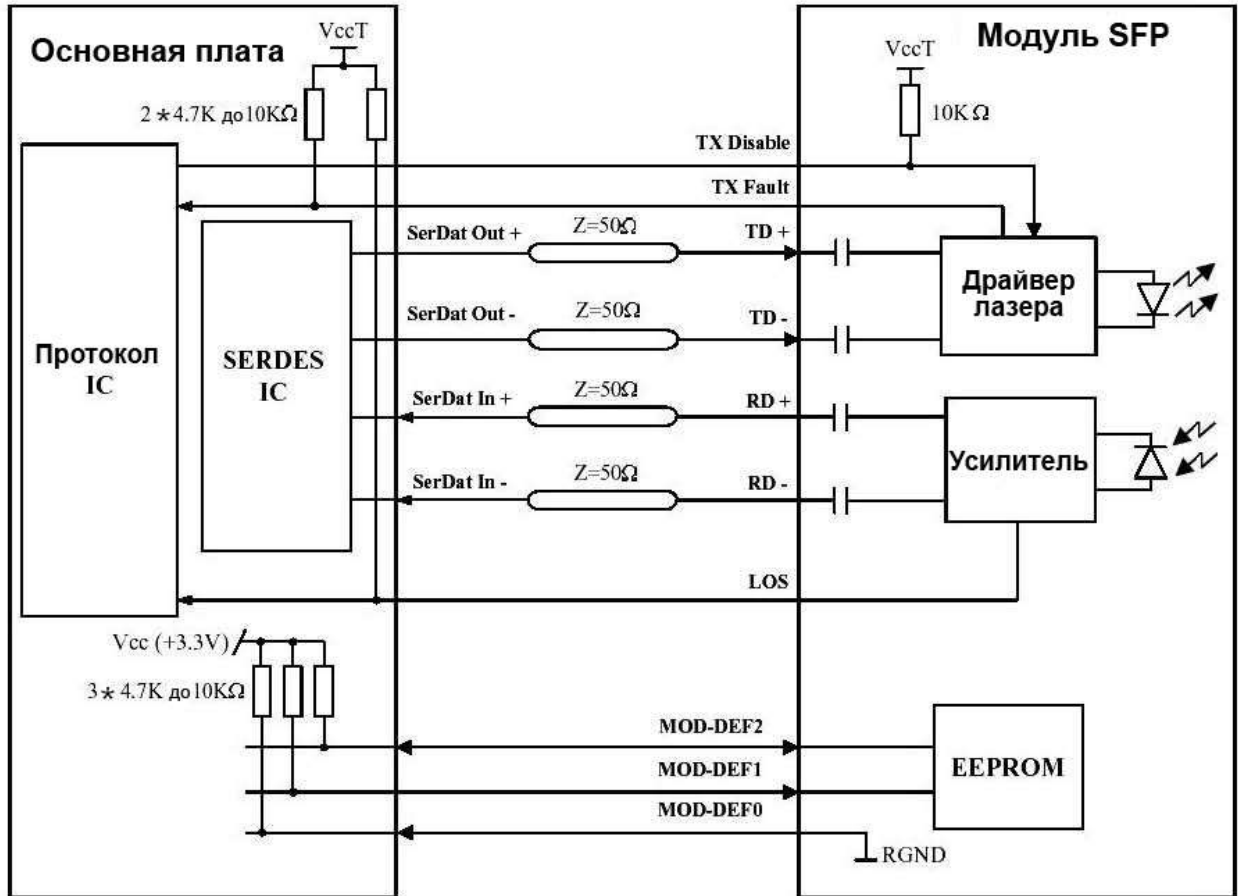 Основная плата
VccT
2 * 4.7K до 10KΩ
Модуль SFP
VccT
10K Ω
TX Disable
TX Fault
SerDat Out +
Z=50Ω
TD +
SerDat Out -
Z=50Ω
TD -
SerDat In +
Z=50Ω
RD +
SerDat In -
Z=50Ω
RD -
Протокол
IC
SERDES
IC
Драйвер
лазера
Усилитель
LOS
Vcc (+3.3V)
3 * 4.7K до 10KΩ
MOD-DEF2
MOD-DEF1
MOD-DEF0
EEPROM
RGND